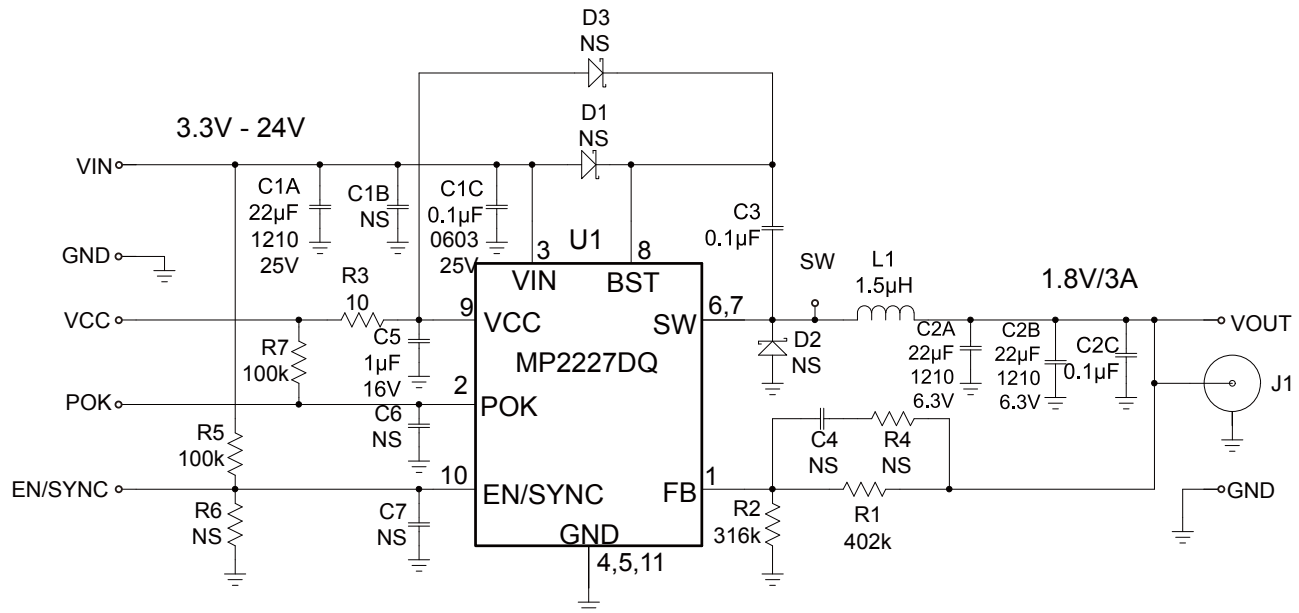 D3
NS
D1
NS
3.3V - 24V
VIN
C1A
22µF
1210
25V
C1B
NS
C1C
0.1µF
0603
25V
U1
3
8
C3
0.1µF
GND
VIN
BST
SW
L1
1.5µH
1.8V/3A
R3
10
VCC
9
VCC
SW
6,7
VOUT
R7
100k
C5
1µF
16V
MP2227DQ
D2
NS
C2A
22µF
1210
6.3V
C2B
22µF
1210
6.3V
C2C
0.1µF
J1
POK
2
POK
C6
NS
R5
100k
C4
NS
R4
NS
EN/SYNC
10
EN/SYNC
FB
1
GND
R6
NS
C7
NS
GND
4,5,11
R2
316k
R1
402k